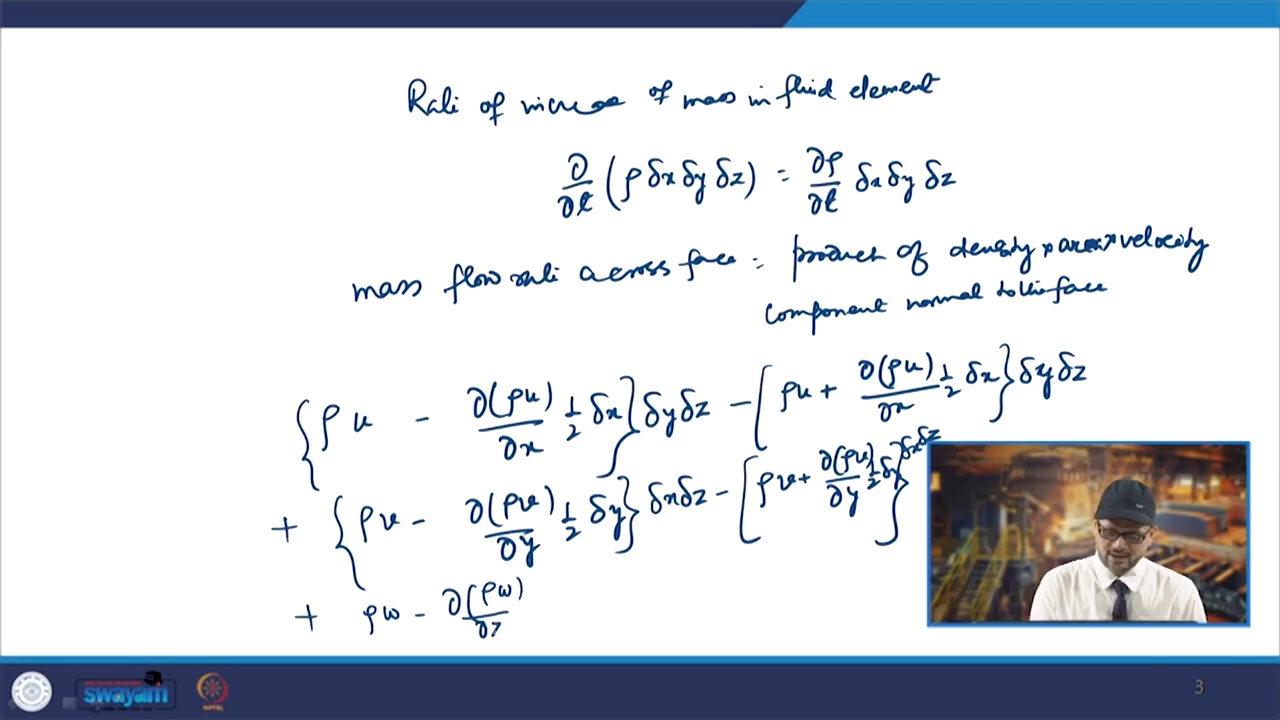 Rate of increase of mass in fluid element
∂/∂t (ρ δx δy δz) = ∂ρ/∂t δx δy δz
mass flow rate across face = product of density × area × velocity
component normal to the face
{ρu - ∂(ρu)/∂x 1/2 δx} δy δz - [ρu + ∂(ρu)/∂x 1/2 δx} δy δz
+ {ρv - ∂(ρv)/∂y 1/2 δy} δx δz - [ρv + ∂(ρv)/∂y 1/2 δy} δx δz
+ ρw - ∂(ρw)/∂z
swayam
NPTEL
3